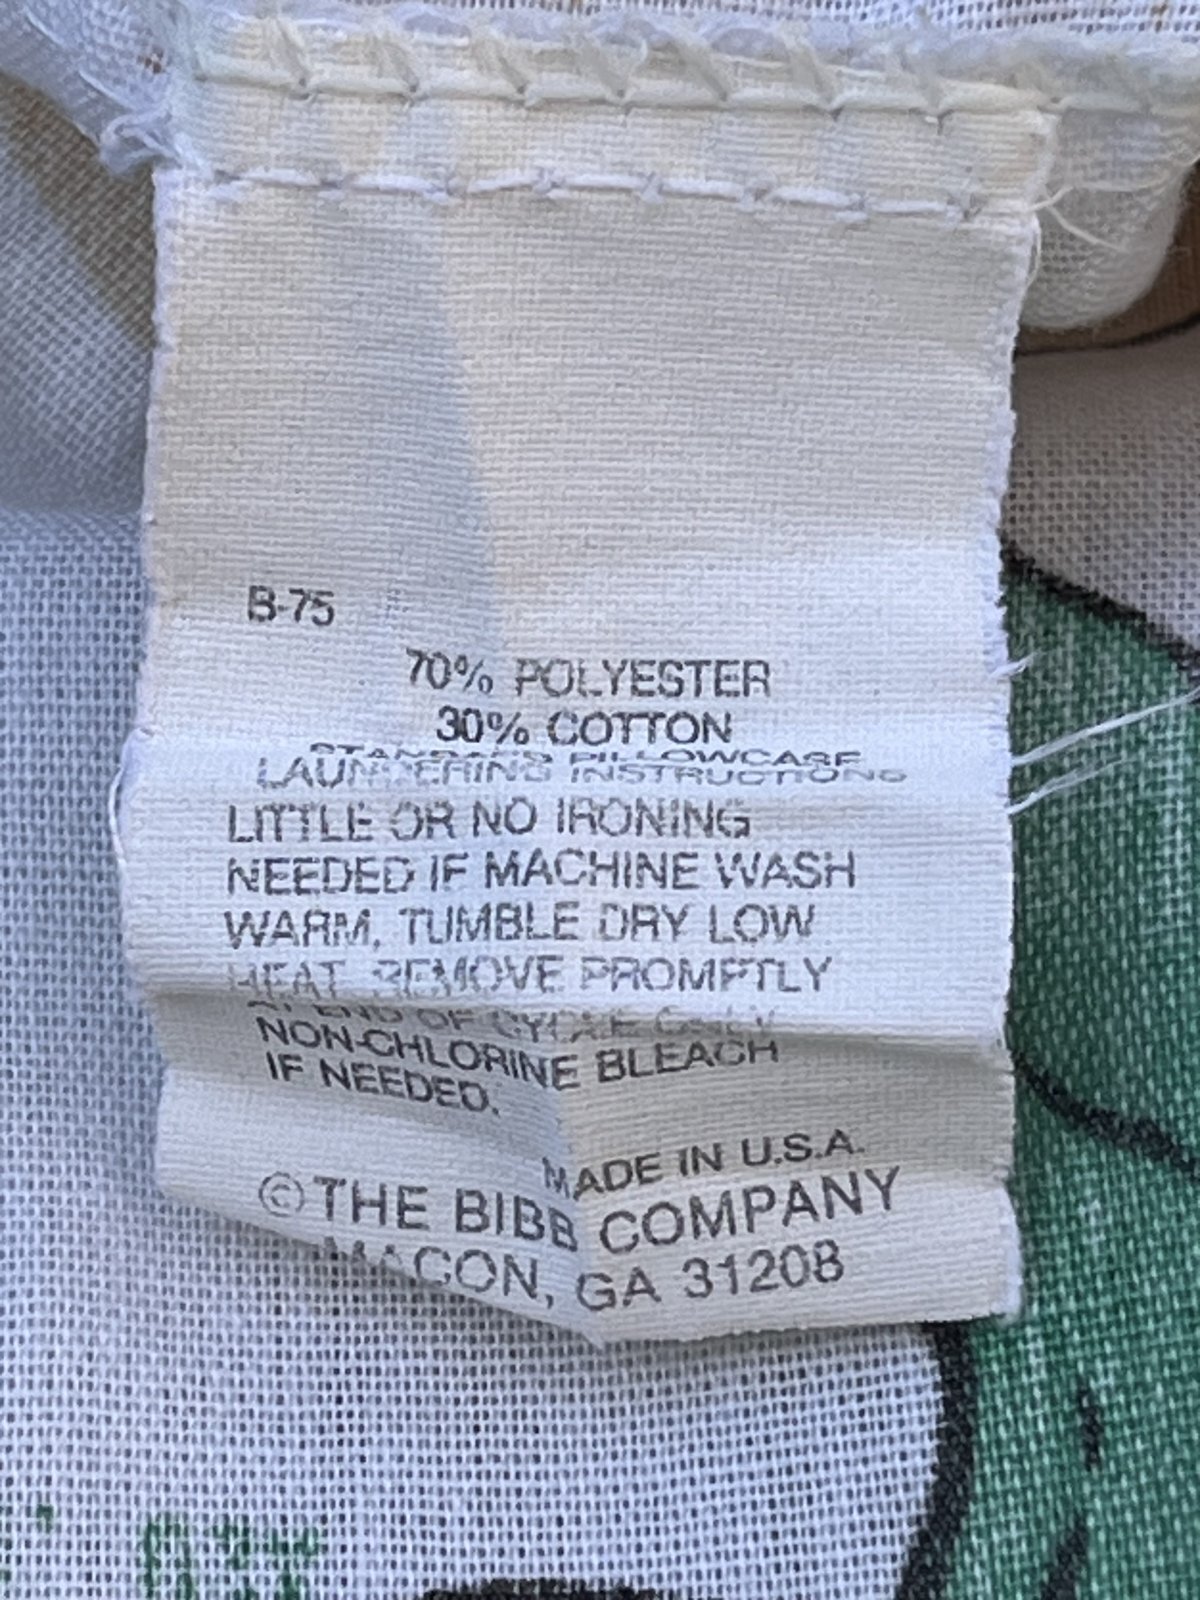 B-75
70% POLYESTER
30% COTTON
STANDARD PILLOWCASE
LAUNDERING INSTRUCTIONS
LITTLE OR NO IRONING
NEEDED IF MACHINE WASH
WARM, TUMBLE DRY LOW
HEAT, REMOVE PROMPTLY
AT END OF CYCLE ONLY
NON-CHLORINE BLEACH
IF NEEDED.
MADE IN U.S.A.
©THE BIBB COMPANY
MACON, GA 31208